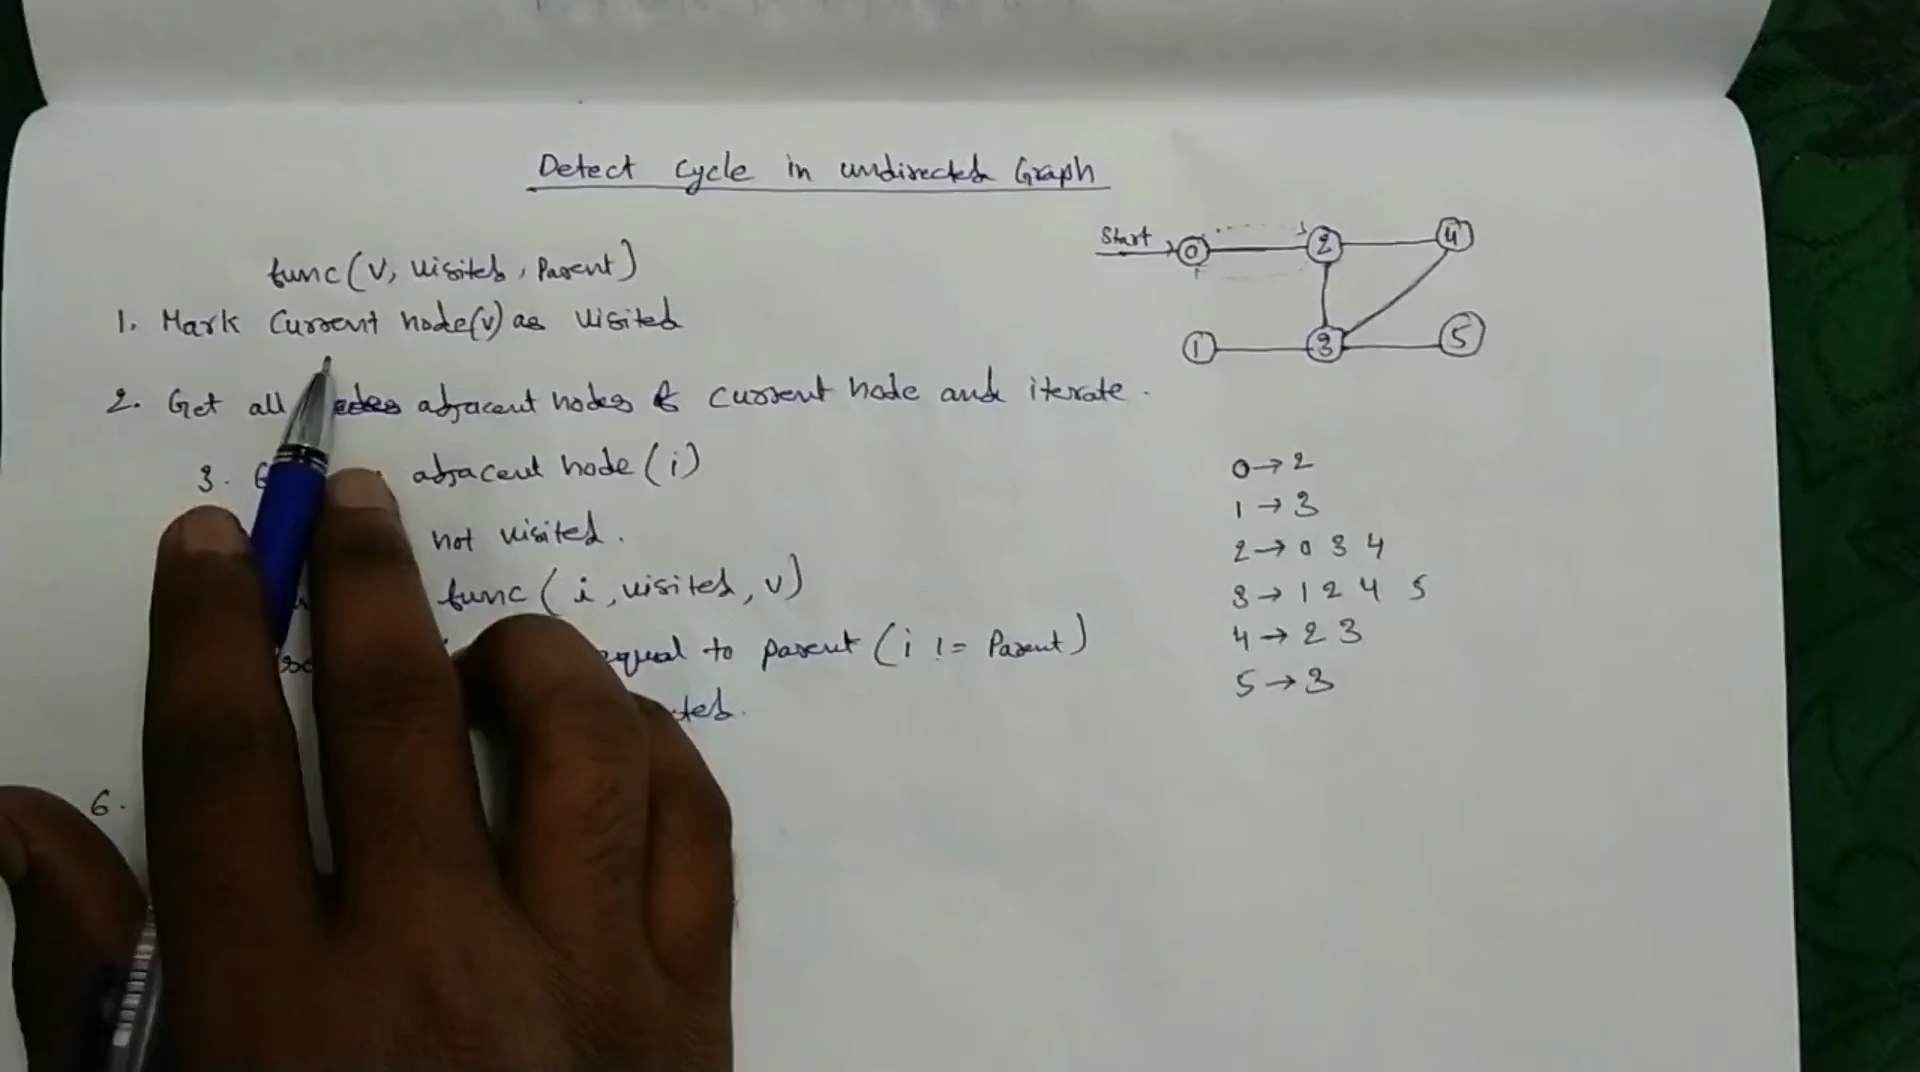 Detect Cycle in undirected Graph
func(V, visited, Parent)
1. Mark Current node(v) as visited
2. Get all adjacent nodes of current node and iterate.
3. adjacent node (i)
not visited.
func(i, visited, v)
equal to parent (i != Parent)
6.
Start
0 2 4
1 3 5
0 → 2
1 → 3
2 → 0 3 4
3 → 1 2 4 5
4 → 2 3
5 → 3